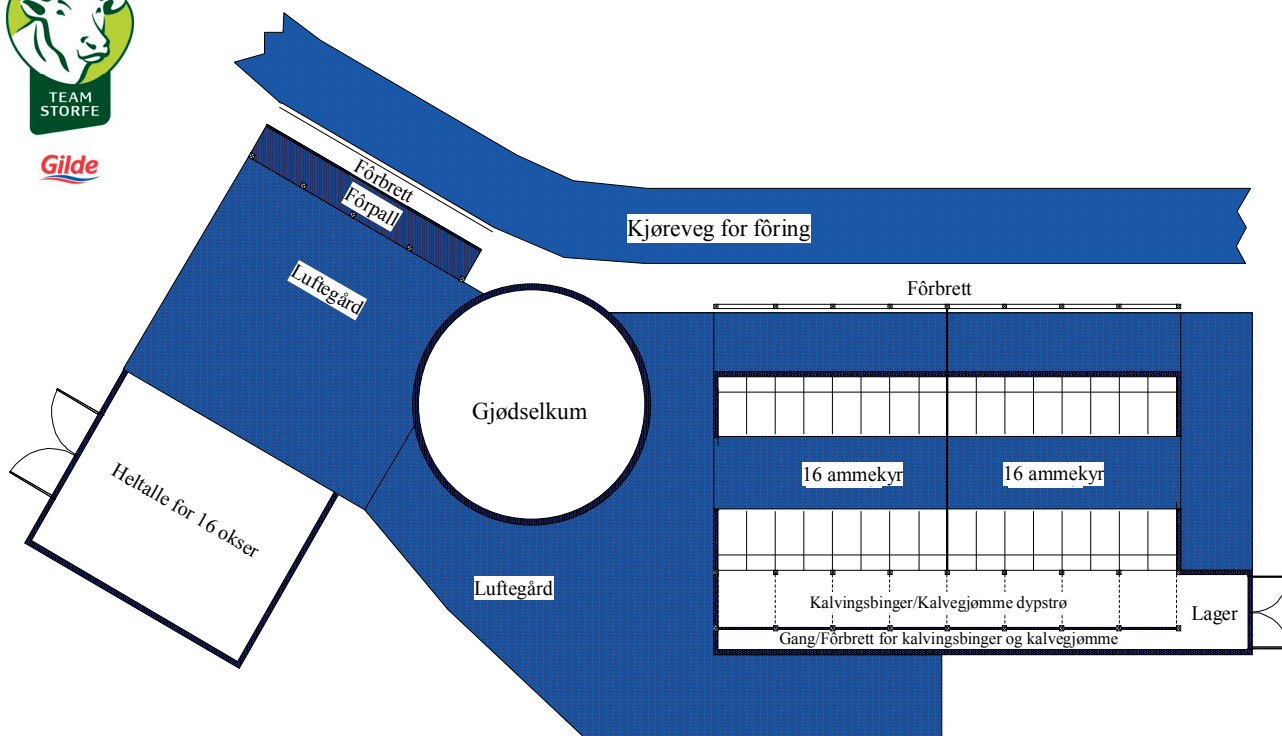 TEAM
STORFE
Gilde
Fôrbrett
Fôrpall
Kjøreveg for fôring
Luftegård
Fôrbrett
Gjødselkum
16 ammekyr
16 ammekyr
Heltalle for 16 okser
Luftegård
Kalvingsbinger/Kalvegjømme dypstrø
Lager
Gang/Fôrbrett for kalvingsbinger og kalvegjømme